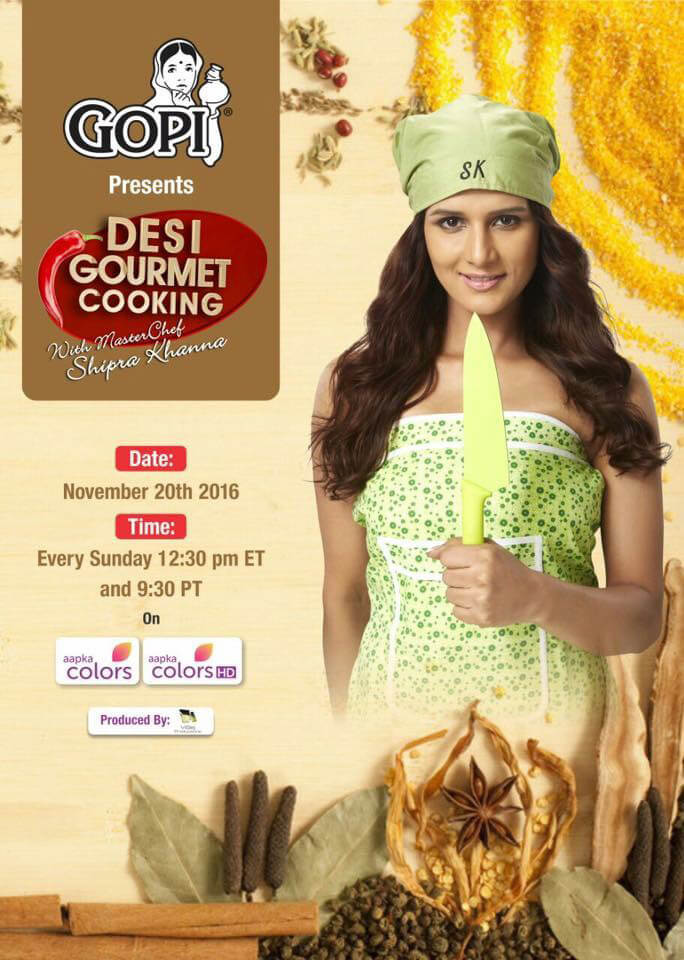 GOPI®
Presents
DESI
GOURMET
COOKING
With MasterChef
Shipra Khanna
SK
Date:
November 20th 2016
Time:
Every Sunday 12:30 pm ET
and 9:30 PT
On
aapka
colors
aapka
colors HD
Produced By: